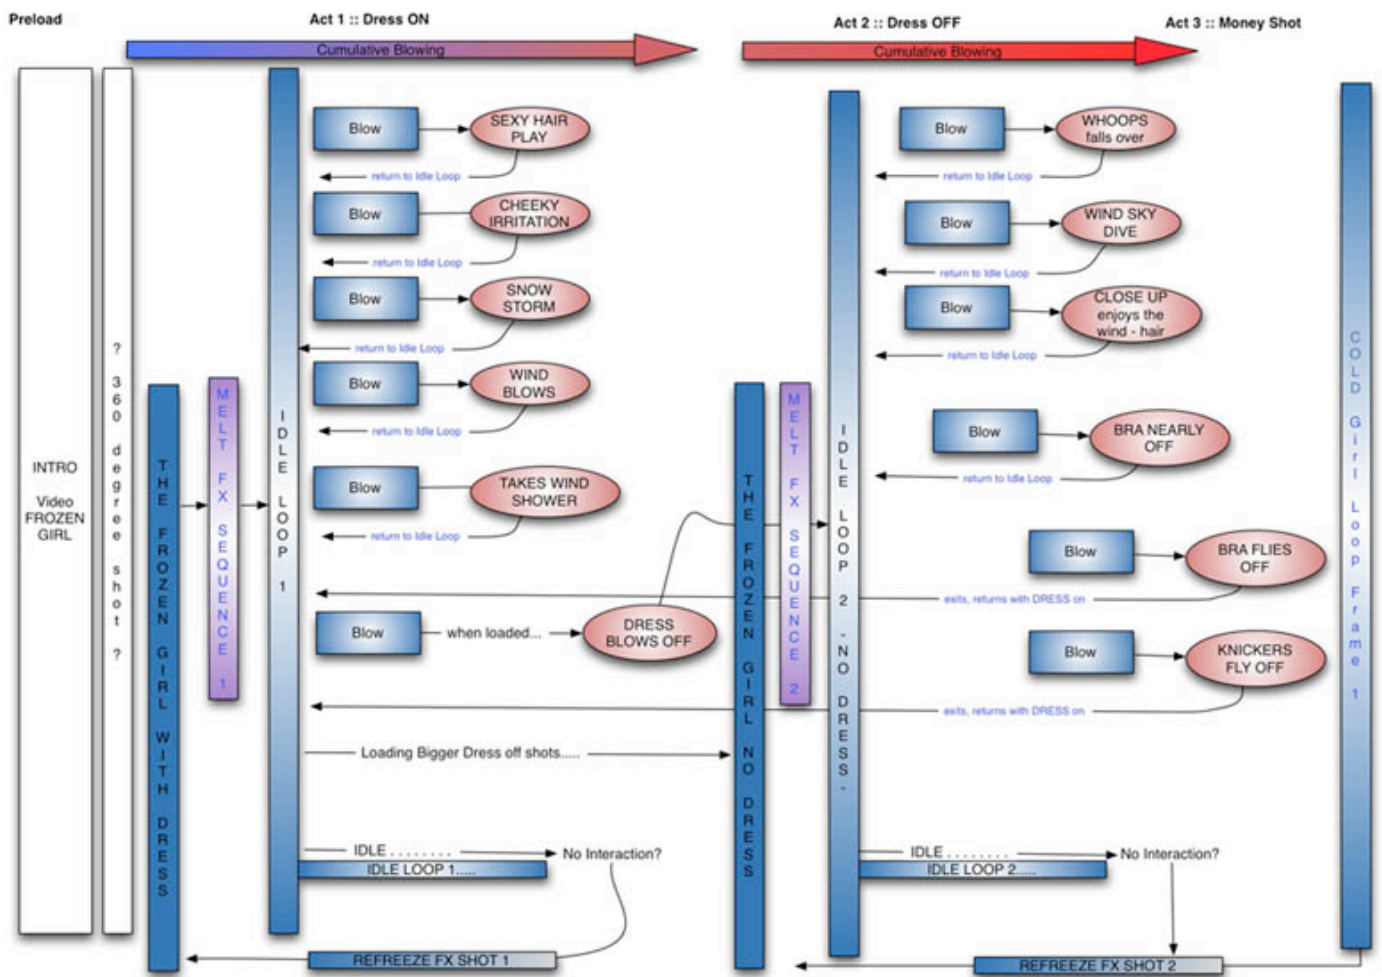 Preload
Act 1 :: Dress ON
Act 2 :: Dress OFF
Act 3 :: Money Shot
Cumulative Blowing
Cumulative Blowing
INTRO
Video
FROZEN
GIRL
? 360 degree shot ?
THE FROZEN GIRL WITH DRESS
MELT FX SEQUENCE 1
IDLE LOOP 1
Blow
SEXY HAIR
PLAY
return to Idle Loop
Blow
CHEEKY
IRRITATION
return to Idle Loop
Blow
SNOW
STORM
return to Idle Loop
Blow
WIND
BLOWS
return to Idle Loop
Blow
TAKES WIND
SHOWER
return to Idle Loop
Blow
when loaded...
DRESS
BLOWS OFF
Loading Bigger Dress off shots.....
IDLE . . . . . . . .
No Interaction?
IDLE LOOP 1.....
REFREEZE FX SHOT 1
THE FROZEN GIRL NO DRESS
MELT FX SEQUENCE 2
IDLE LOOP 2 -NO DRESS-
Blow
WHOOPS
falls over
return to Idle Loop
Blow
WIND SKY
DIVE
return to Idle Loop
Blow
CLOSE UP
enjoys the
wind - hair
return to Idle Loop
Blow
BRA NEARLY
OFF
return to Idle Loop
Blow
BRA FLIES
OFF
exits, returns with DRESS on
Blow
KNICKERS
FLY OFF
exits, returns with DRESS on
IDLE . . . . . . . .
No Interaction?
IDLE LOOP 2.....
REFREEZE FX SHOT 2
COLD Girl Loop Frame 1